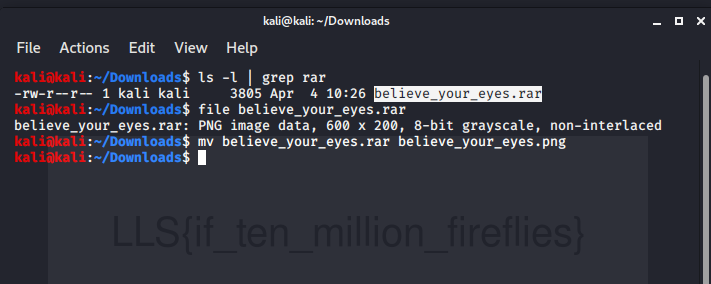 kali@kali:~/Downloads
File Actions Edit View Help
kali@kali:~/Downloads$ ls -l | grep rar
-rw-r--r-- 1 kali kali 3805 Apr 4 10:26 believe_your_eyes.rar
kali@kali:~/Downloads$ file believe_your_eyes.rar
believe_your_eyes.rar: PNG image data, 600 x 200, 8-bit grayscale, non-interlaced
kali@kali:~/Downloads$ mv believe_your_eyes.rar believe_your_eyes.png
kali@kali:~/Downloads$
LLS{if_ten_million_fireflies}